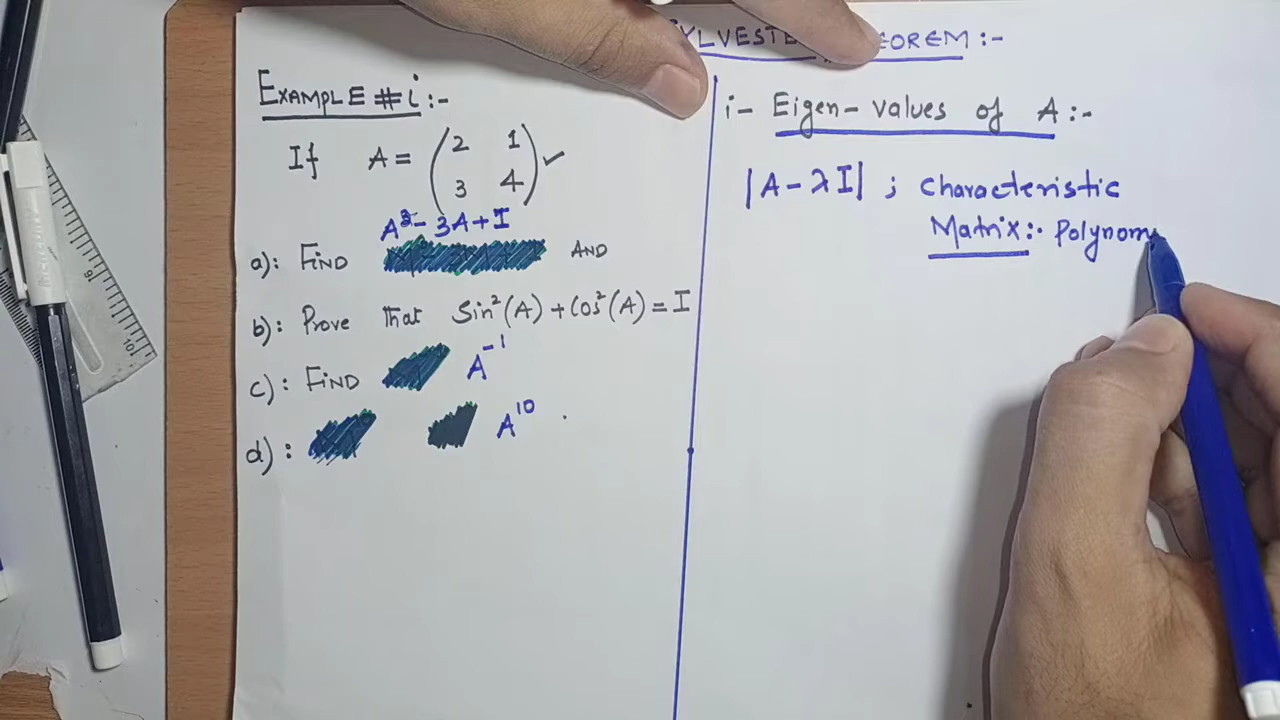 YLVESTE EOREM:-
EXAMPLE #i:-
If A = (2 1
3 4) ✓
A²- 3A+I
a): FIND AND
b): Prove that Sin²(A) + Cos²(A) = I
c): FIND A⁻¹
d): A¹⁰ .
i- Eigen-values of A:-
|A-λI| ; Characteristic
Matrix:- Polynom